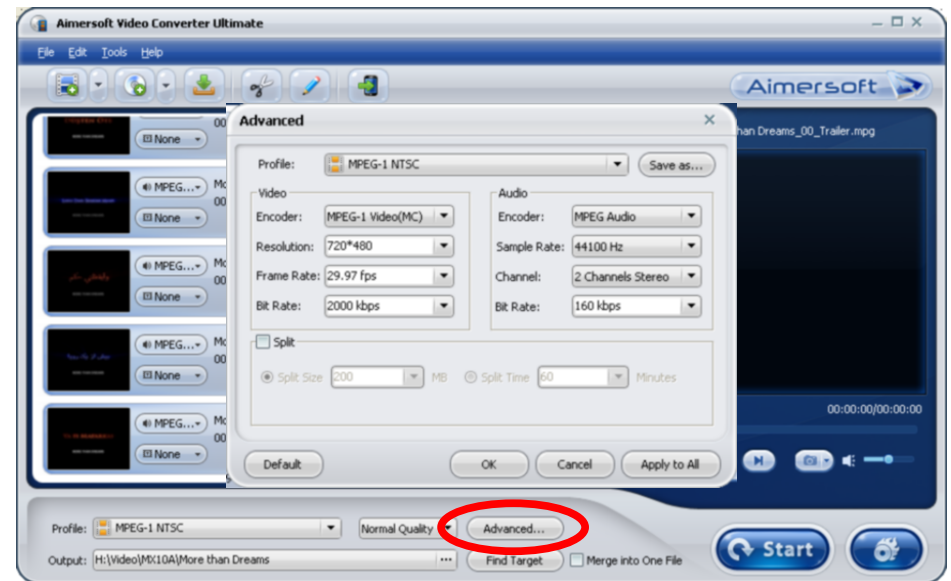 Aimersoft Video Converter Ultimate
File Edit Tools Help
Aimersoft
None
MPEG...
None
MPEG...
None
MPEG...
None
MPEG...
None
Advanced
Profile: MPEG-1 NTSC Save as...
Video
Encoder: MPEG-1 Video(MC)
Resolution: 720*480
Frame Rate: 29.97 fps
Bit Rate: 2000 kbps
Audio
Encoder: MPEG Audio
Sample Rate: 44100 Hz
Channel: 2 Channels Stereo
Bit Rate: 160 kbps
Split
Split Size 200 MB Split Time 60 Minutes
Default OK Cancel Apply to All
han Dreams_00_Trailer.mpg
00:00:00/00:00:00
Profile: MPEG-1 NTSC Normal Quality Advanced...
Output: H:\Video\MX10A\More than Dreams ... Find Target Merge into One File
Start